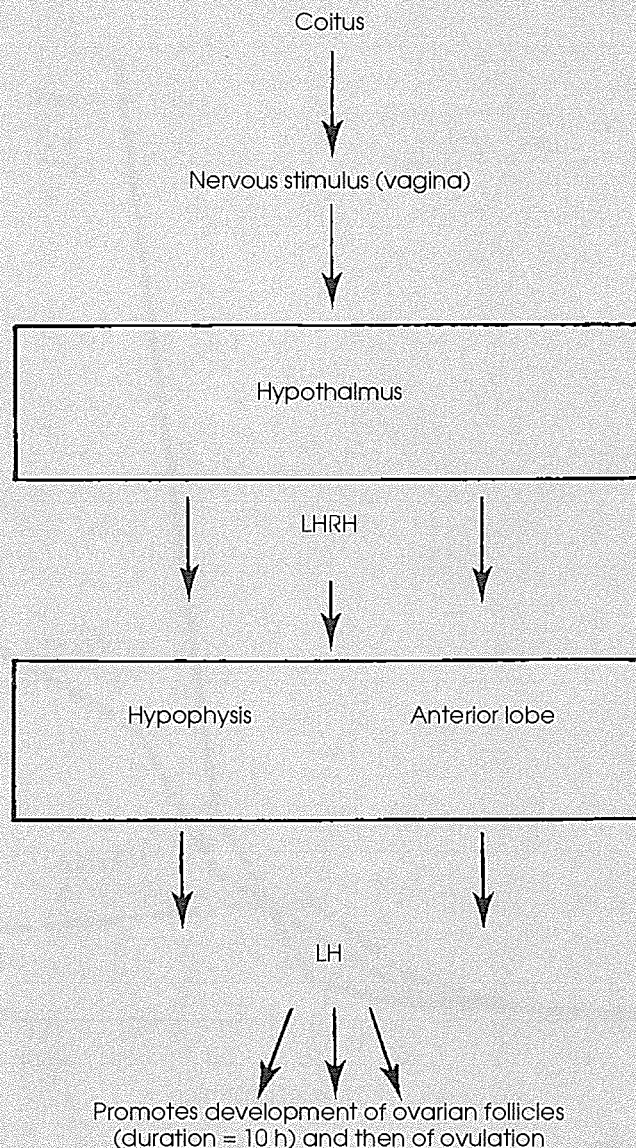 Coitus
Nervous stimulus (vagina)
Hypothalmus
LHRH
Hypophysis Anterior lobe
LH
Promotes development of ovarian follicles
(duration = 10 h) and then of ovulation